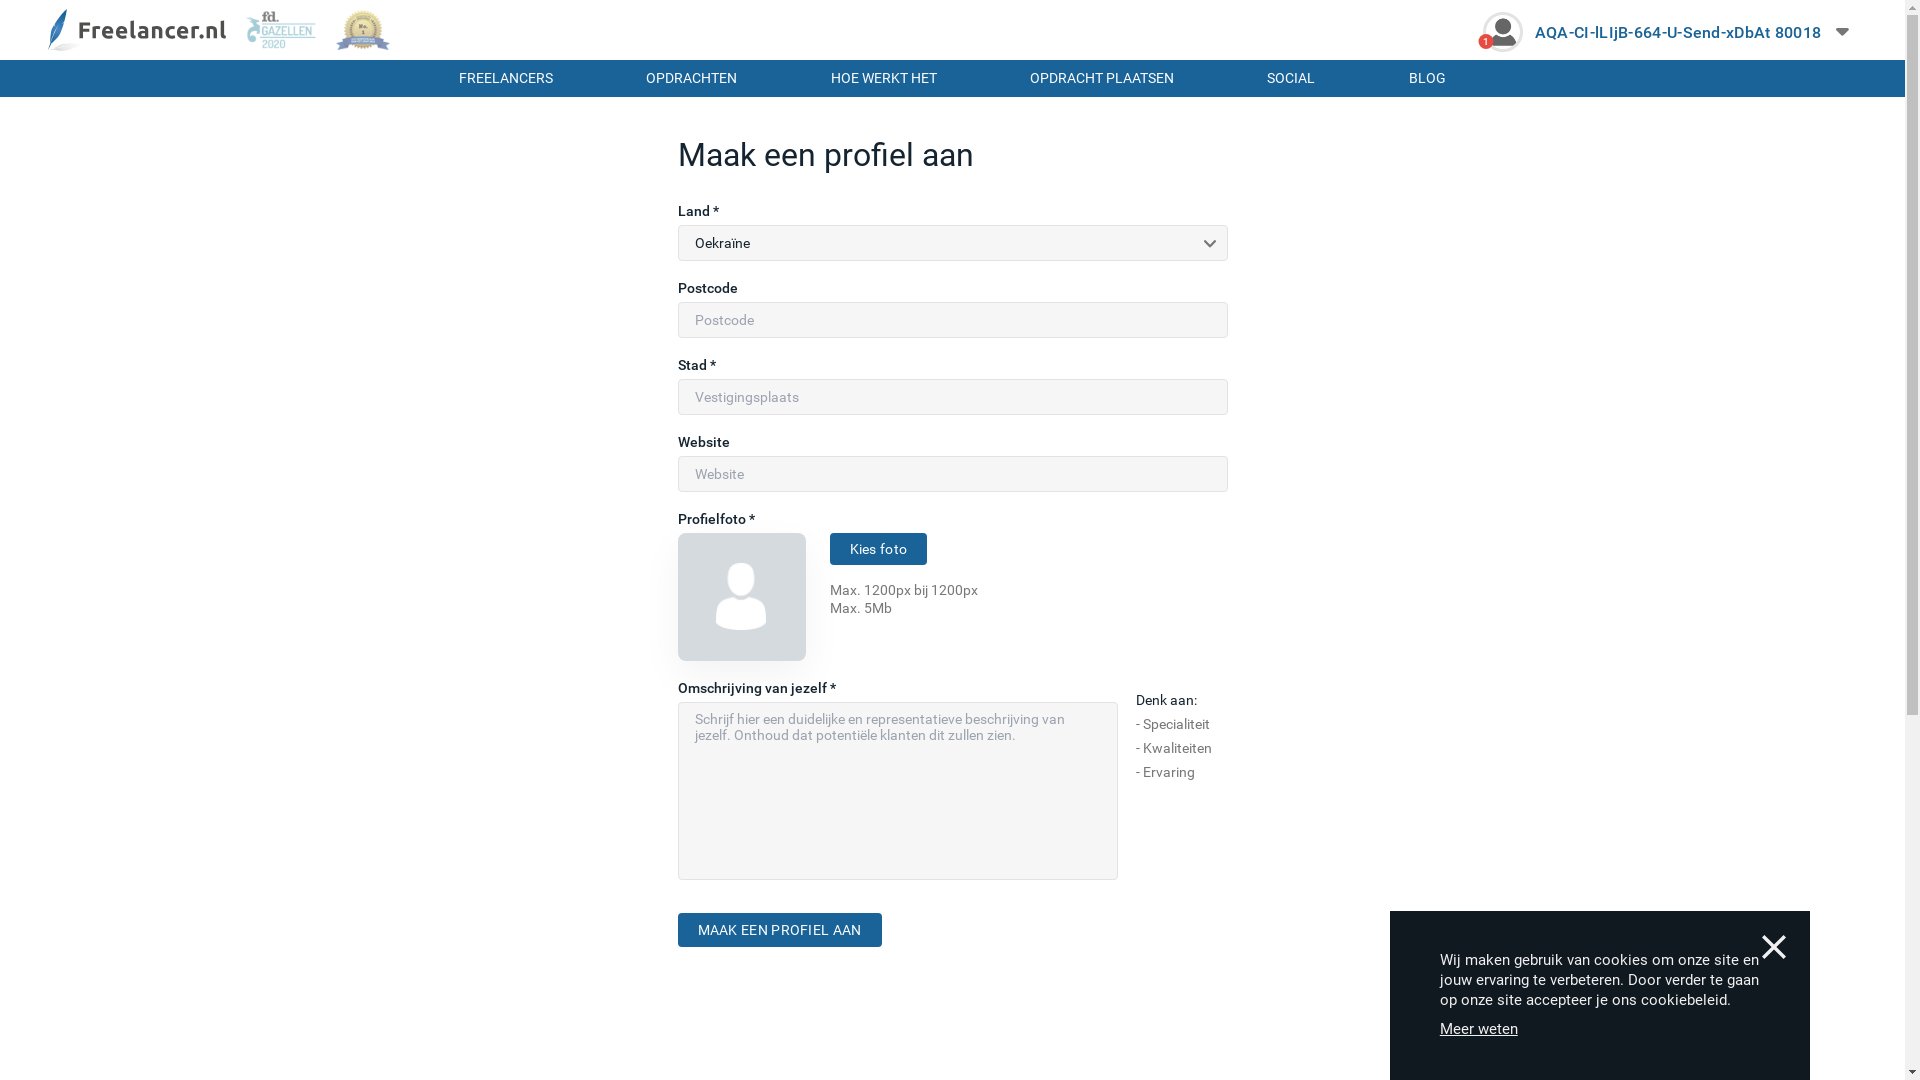 Freelancer.nl
fd.
GAZELLEN
2020
No.
1
1
AQA-CI-lLIjB-664-U-Send-xDbAt 80018
FREELANCERS
OPDRACHTEN
HOE WERKT HET
OPDRACHT PLAATSEN
SOCIAL
BLOG
Maak een profiel aan
Land *
Oekraïne
Postcode
Postcode
Stad *
Vestigingsplaats
Website
Website
Profielfoto *
Kies foto
Max. 1200px bij 1200px
Max. 5Mb
Omschrijving van jezelf *
Schrijf hier een duidelijke en representatieve beschrijving van
jezelf. Onthoud dat potentiële klanten dit zullen zien.
Denk aan:
- Specialiteit
- Kwaliteiten
- Ervaring
MAAK EEN PROFIEL AAN
Wij maken gebruik van cookies om onze site en
jouw ervaring te verbeteren. Door verder te gaan
op onze site accepteer je ons cookiebeleid.
Meer weten